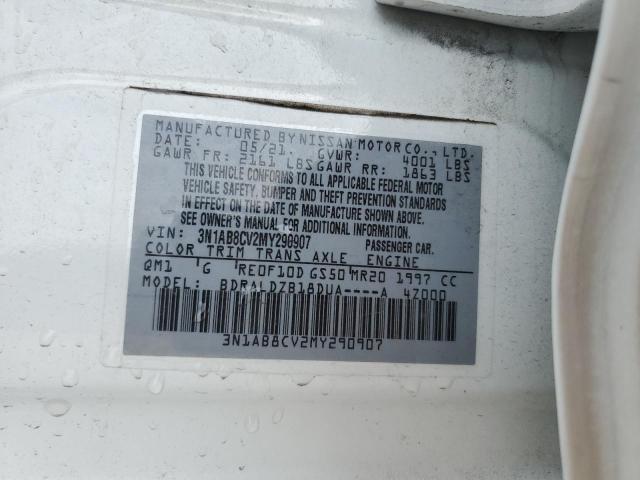 MANUFACTURED BY NISSAN MOTOR CO., LTD.
DATE: 05/21. GVWR: 4001 LBS
GAWR FR: 2161 LBS GAWR RR: 1863 LBS
THIS VEHICLE CONFORMS TO ALL APPLICABLE FEDERAL MOTOR
VEHICLE SAFETY, BUMPER AND THEFT PREVENTION STANDARDS
IN EFFECT ON THE DATE OF MANUFACTURE SHOWN ABOVE.
SEE OWNER'S MANUAL FOR ADDITIONAL INFORMATION.
VIN: 3N1AB8CV2MY290907 PASSENGER CAR.
COLOR TRIM TRANS AXLE ENGINE
QM1 G RE0F10D GS50 MR20 1997 CC
MODEL: BDRALDZB18DUA----A 4Z000
3N1AB8CV2MY290907